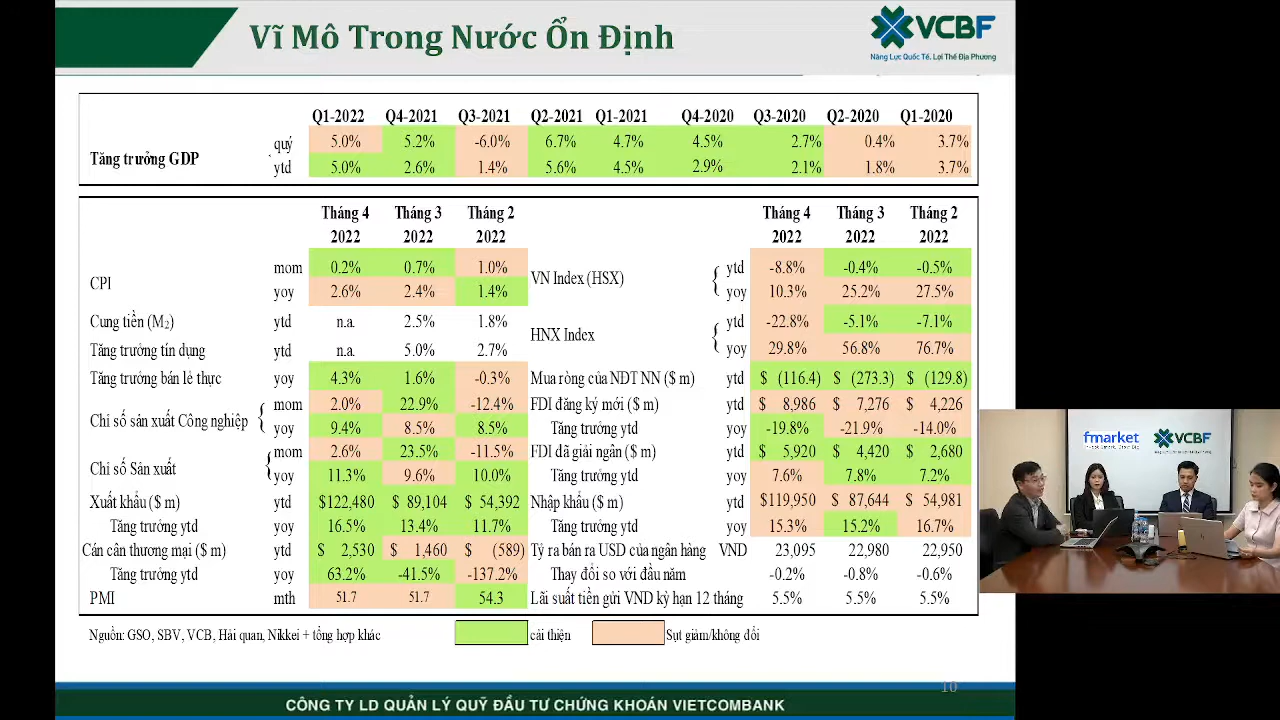 Vĩ Mô Trong Nước Ổn Định
VCBF
Năng Lực Quốc Tế. Lợi Thế Địa Phương
Q1-2022 Q4-2021 Q3-2021 Q2-2021 Q1-2021 Q4-2020 Q3-2020 Q2-2020 Q1-2020
Tăng trưởng GDP
quý 5.0% 5.2% -6.0% 6.7% 4.7% 4.5% 2.7% 0.4% 3.7%
ytd 5.0% 2.6% 1.4% 5.6% 4.5% 2.9% 2.1% 1.8% 3.7%
Tháng 4 Tháng 3 Tháng 2 Tháng 4 Tháng 3 Tháng 2
2022 2022 2022 2022 2022 2022
CPI mom 0.2% 0.7% 1.0% VN Index (HSX) ytd -8.8% -0.4% -0.5%
yoy 2.6% 2.4% 1.4% yoy 10.3% 25.2% 27.5%
Cung tiền (M2) ytd n.a. 2.5% 1.8% HNX Index ytd -22.8% -5.1% -7.1%
Tăng trưởng tín dụng ytd n.a. 5.0% 2.7% yoy 29.8% 56.8% 76.7%
Tăng trưởng bán lẻ thực yoy 4.3% 1.6% -0.3% Mua ròng của NĐT NN ($ m) ytd $ (116.4) $ (273.3) $ (129.8)
Chỉ số sản xuất Công nghiệp mom 2.0% 22.9% -12.4% FDI đăng ký mới ($ m) ytd $ 8,986 $ 7,276 $ 4,226
yoy 9.4% 8.5% 8.5% Tăng trưởng ytd yoy -19.8% -21.9% -14.0%
Chỉ số Sản xuất mom 2.6% 23.5% -11.5% FDI đã giải ngân ($ m) ytd $ 5,920 $ 4,420 $ 2,680
yoy 11.3% 9.6% 10.0% Tăng trưởng ytd yoy 7.6% 7.8% 7.2%
Xuất khẩu ($ m) ytd $122,480 $ 89,104 $ 54,392 Nhập khẩu ($ m) ytd $119,950 $ 87,644 $ 54,981
Tăng trưởng ytd yoy 16.5% 13.4% 11.7% Tăng trưởng ytd yoy 15.3% 15.2% 16.7%
Cán cân thương mại ($ m) ytd $ 2,530 $ 1,460 $ (589) Tỷ ra bán ra USD của ngân hàng VND 23,095 22,980 22,950
Tăng trưởng ytd yoy 63.2% -41.5% -137.2% Thay đổi so với đầu năm -0.2% -0.8% -0.6%
PMI mth 51.7 51.7 54.3 Lãi suất tiền gửi VND kỳ hạn 12 tháng 5.5% 5.5% 5.5%
Nguồn: GSO, SBV, VCB, Hải quan, Nikkei + tổng hợp khác cải thiện Sụt giảm/không đổi
10
CÔNG TY LD QUẢN LÝ QUỸ ĐẦU TƯ CHỨNG KHOÁN VIETCOMBANK
fmarket VCBF